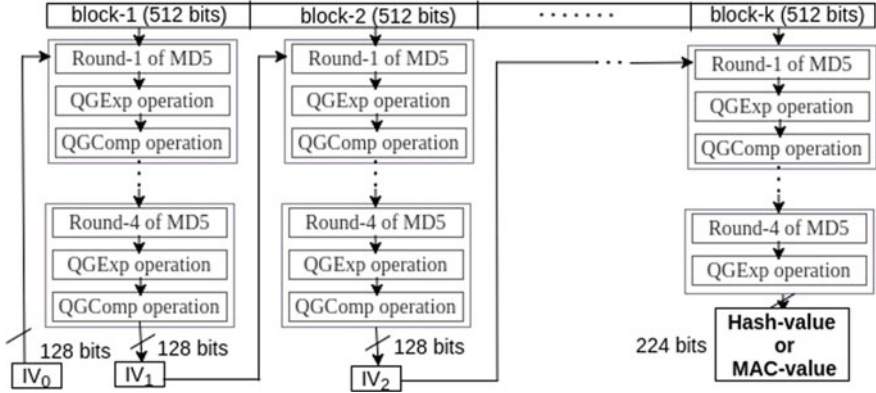 block-1 (512 bits) block-2 (512 bits) ······· block-k (512 bits)
Round-1 of MD5
QGExp operation
QGComp operation
Round-4 of MD5
QGExp operation
QGComp operation
128 bits
128 bits
IV0
IV1
Round-1 of MD5
QGExp operation
QGComp operation
Round-4 of MD5
QGExp operation
QGComp operation
128 bits
IV2
Round-1 of MD5
QGExp operation
QGComp operation
Round-4 of MD5
QGExp operation
224 bits
Hash-value
or
MAC-value